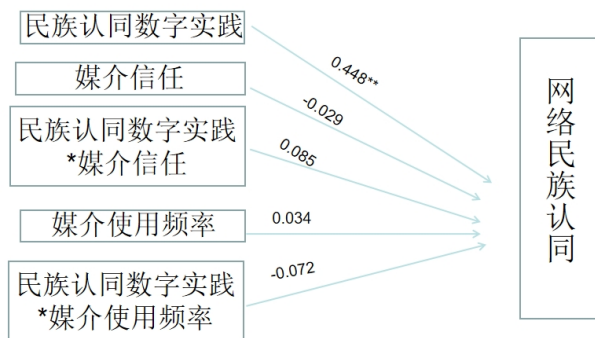 民族认同数字实践
0.448**
媒介信任
-0.029
民族认同数字实践
*媒介信任
0.085
媒介使用频率
0.034
民族认同数字实践
*媒介使用频率
-0.072
网络民族认同